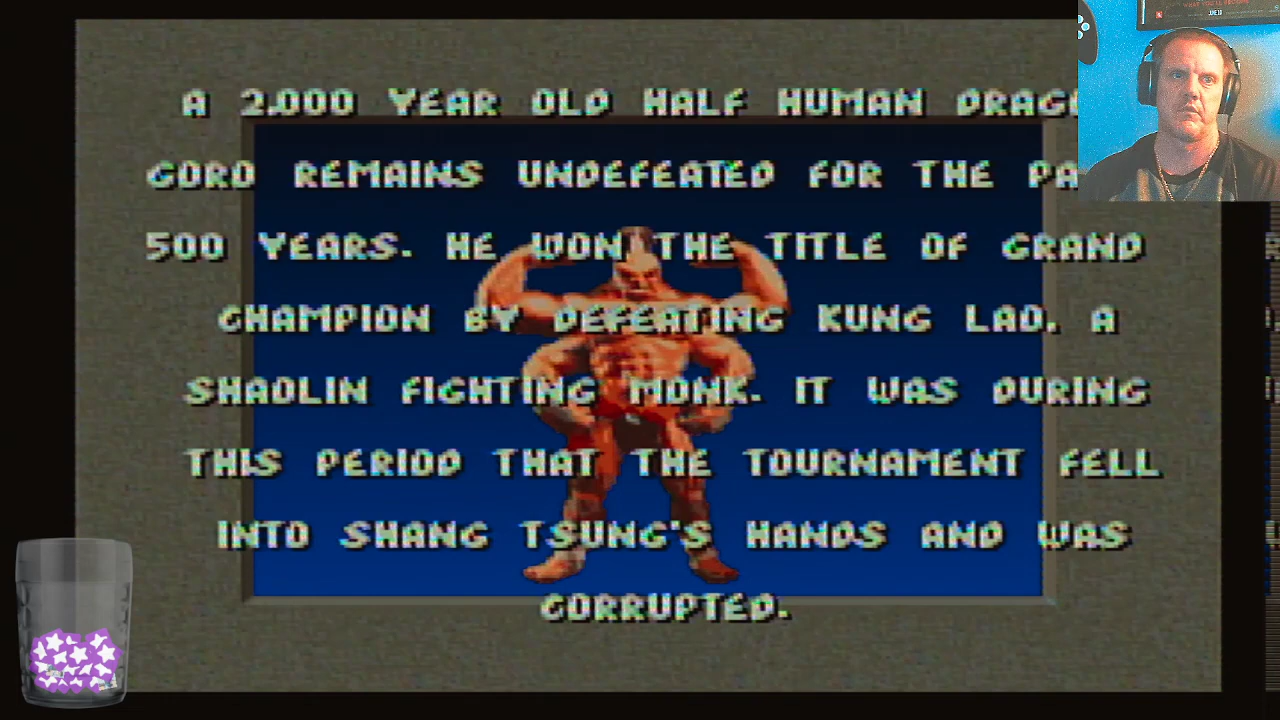 A 2,000 YEAR OLD HALF HUMAN
GORO REMAINS UNDEFEATED FOR THE
500 YEARS. HE WON THE TITLE OF GRAND
CHAMPION BY DEFEATING KUNG LAO. A
SHAOLIN FIGHTING MONK. IT WAS DURING
THIS PERIOD THAT THE TOURNAMENT FELL
INTO SHANG TSUNG'S HANDS AND WAS
CORRUPTED.